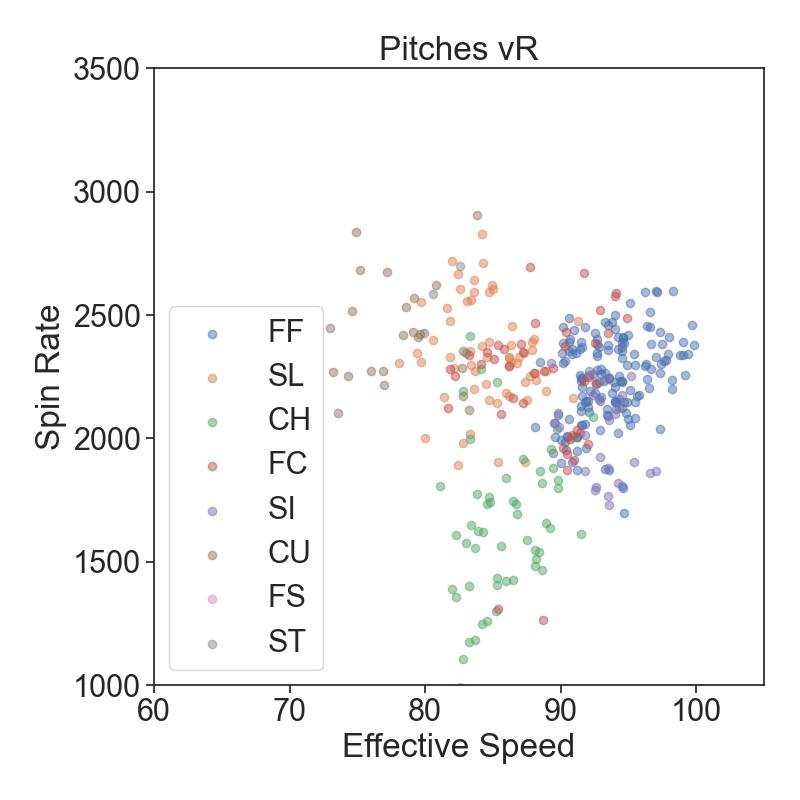 Pitches vR
3500
3000
2500
2000
1500
1000
Spin Rate
FF
SL
CH
FC
SI
CU
FS
ST
60 70 80 90 100
Effective Speed